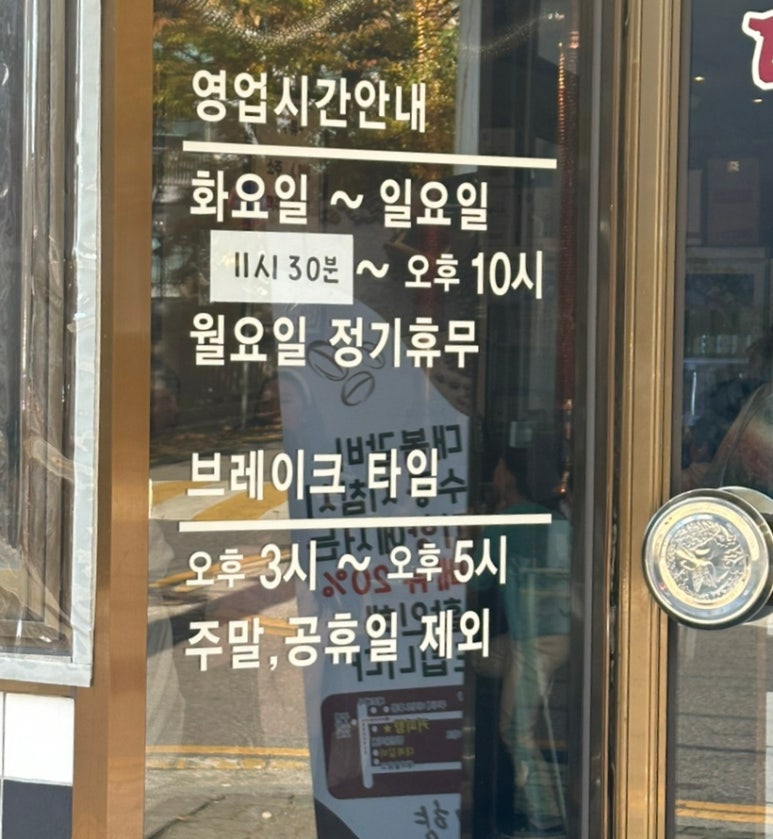 영업시간안내
화요일 ~ 일요일
11시 30분 ~ 오후 10시
월요일 정기휴무
브레이크 타임
오후 3시 ~ 오후 5시
주말,공휴일 제외
20%